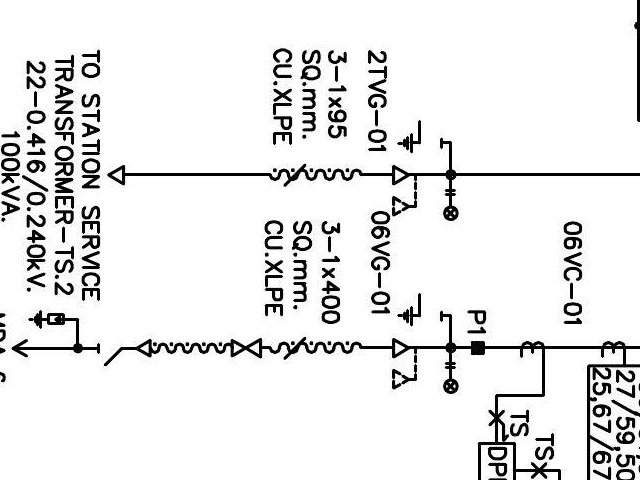 2TVG-01
3-1x95
SQ.mm.
CU.XLPE
TO STATION SERVICE
TRANSFORMER-TS.2
22-0.416/0.240kV.
100kVA.
06VC-01
P1
06VG-01
3-1x400
SQ.mm.
CU.XLPE
27/59,50
25,67/67
TS
TS